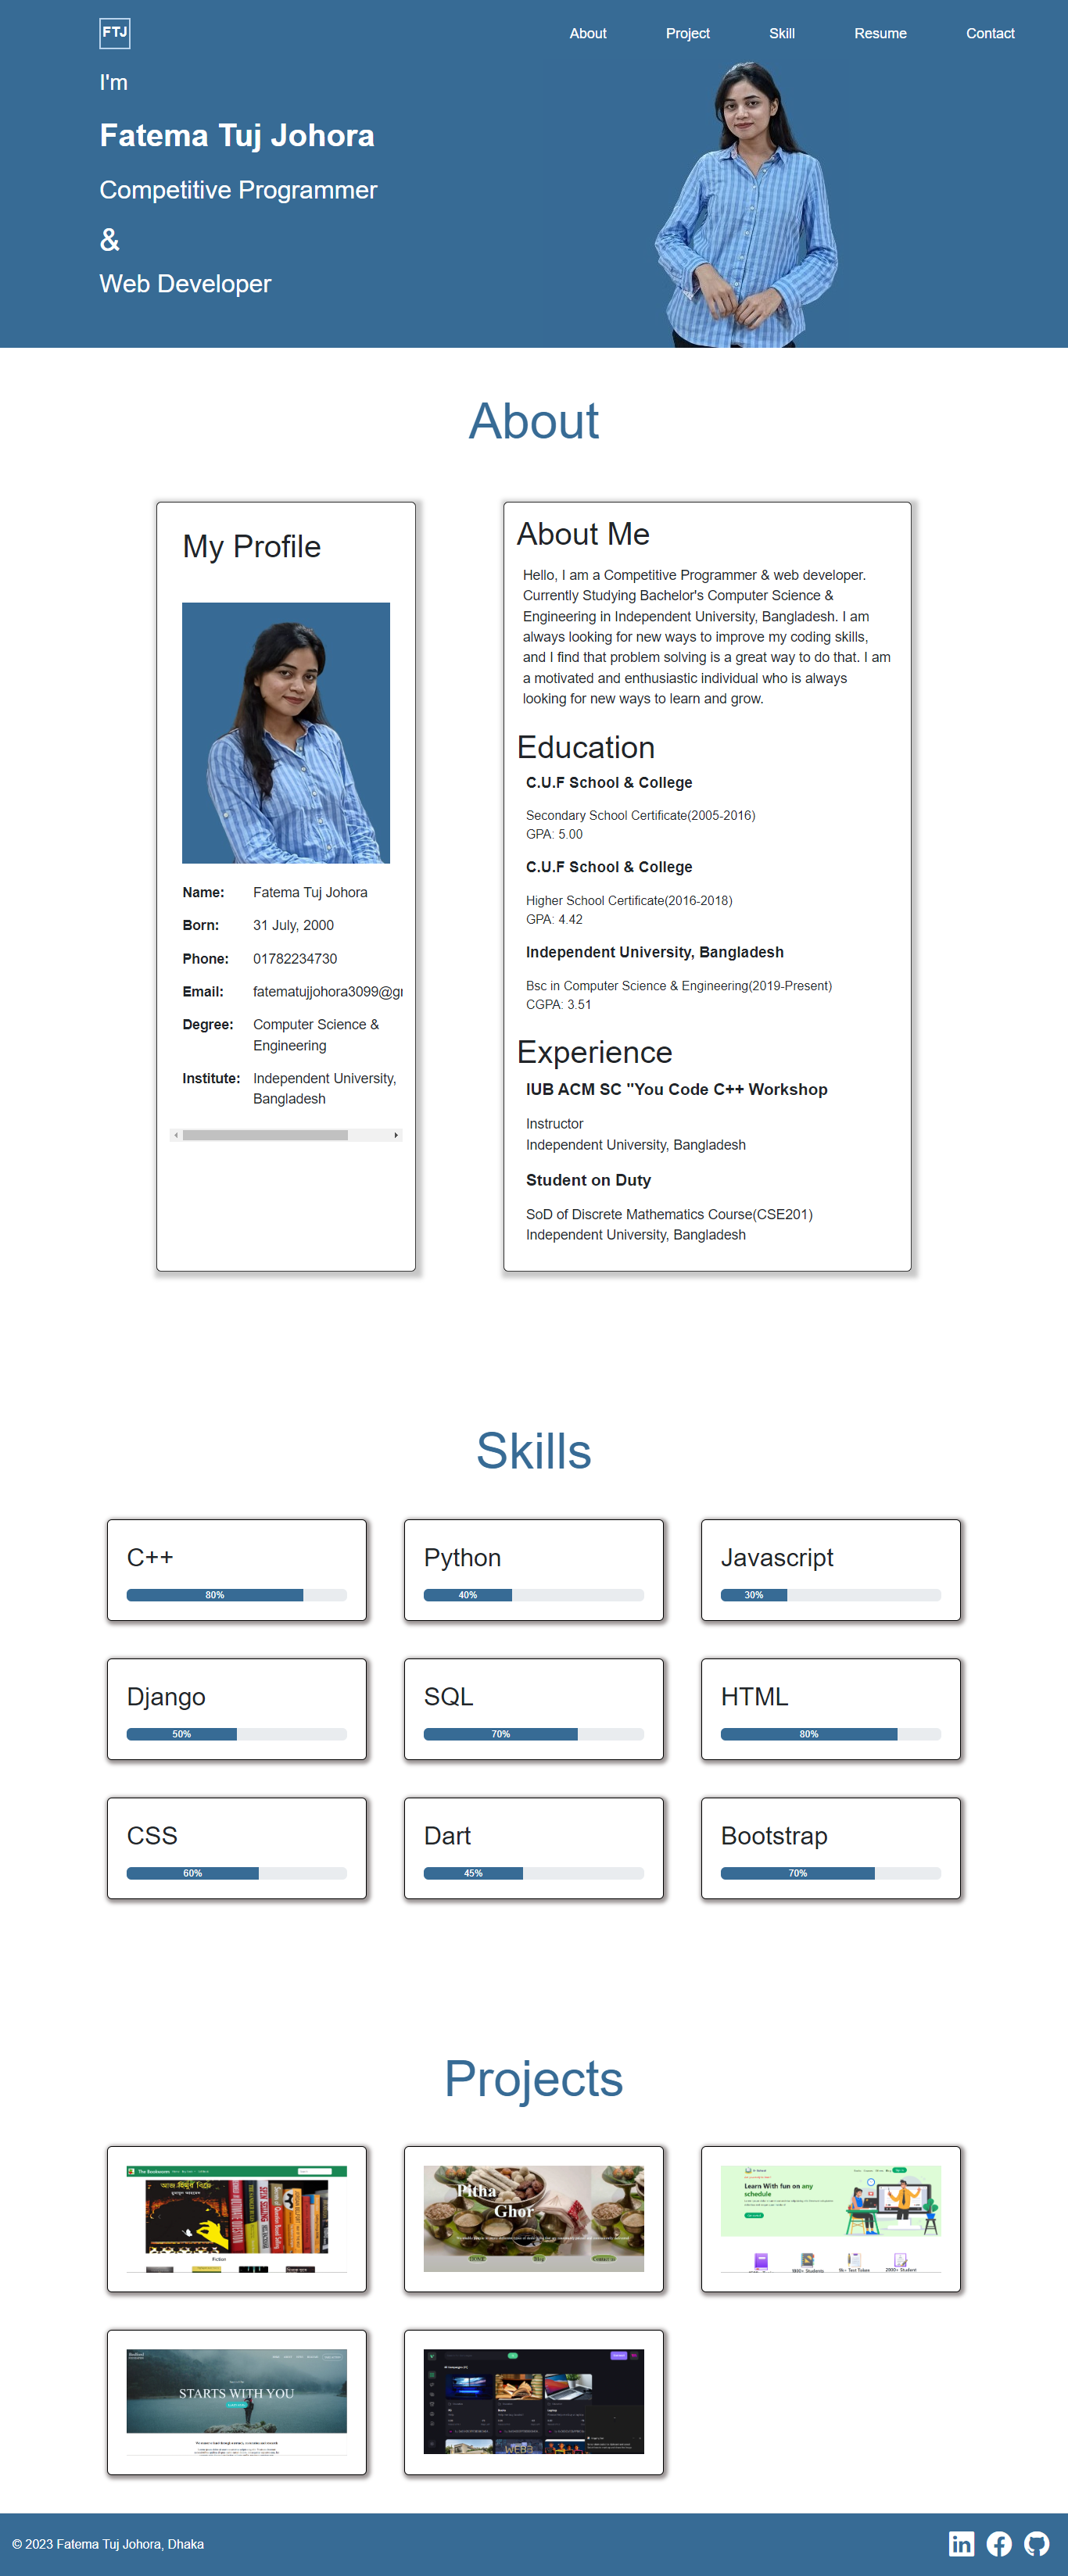 FTJ
About Project Skill Resume Contact
I'm
Fatema Tuj Johora
Competitive Programmer
&
Web Developer
About
My Profile
Name: Fatema Tuj Johora
Born: 31 July, 2000
Phone: 01782234730
Email: fatematujjohora3099@g
Degree: Computer Science &
Engineering
Institute: Independent University,
Bangladesh
About Me
Hello, I am a Competitive Programmer & web developer.
Currently Studying Bachelor's Computer Science &
Engineering in Independent University, Bangladesh. I am
always looking for new ways to improve my coding skills,
and I find that problem solving is a great way to do that. I am
a motivated and enthusiastic individual who is always
looking for new ways to learn and grow.
Education
C.U.F School & College
Secondary School Certificate(2005-2016)
GPA: 5.00
C.U.F School & College
Higher School Certificate(2016-2018)
GPA: 4.42
Independent University, Bangladesh
Bsc in Computer Science & Engineering(2019-Present)
CGPA: 3.51
Experience
IUB ACM SC "You Code C++ Workshop
Instructor
Independent University, Bangladesh
Student on Duty
SoD of Discrete Mathematics Course(CSE201)
Independent University, Bangladesh
Skills
C++
80%
Python
40%
Javascript
30%
Django
50%
SQL
70%
HTML
80%
CSS
60%
Dart
45%
Bootstrap
70%
Projects
The Bookworm
Fiction
Pitha
Ghor
Blog
Contact us
Learn With fun on any
schedule
STARTS WITH YOU
© 2023 Fatema Tuj Johora, Dhaka